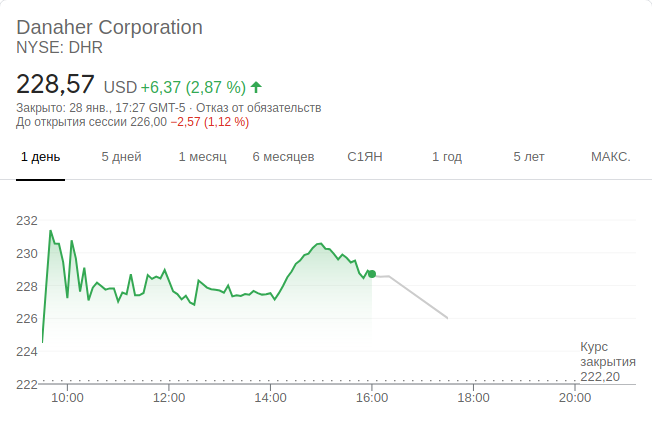 Danaher Corporation
NYSE: DHR
228,57 USD +6,37 (2,87 %)
Закрыто: 28 янв., 17:27 GMT-5 · Отказ от обязательств
До открытия сессии 226,00 −2,57 (1,12 %)
1 день 5 дней 1 месяц 6 месяцев С1ЯН 1 год 5 лет МАКС.
232
230
228
226
224
222
Курс
закрытия
222,20
10:00 12:00 14:00 16:00 18:00 20:00